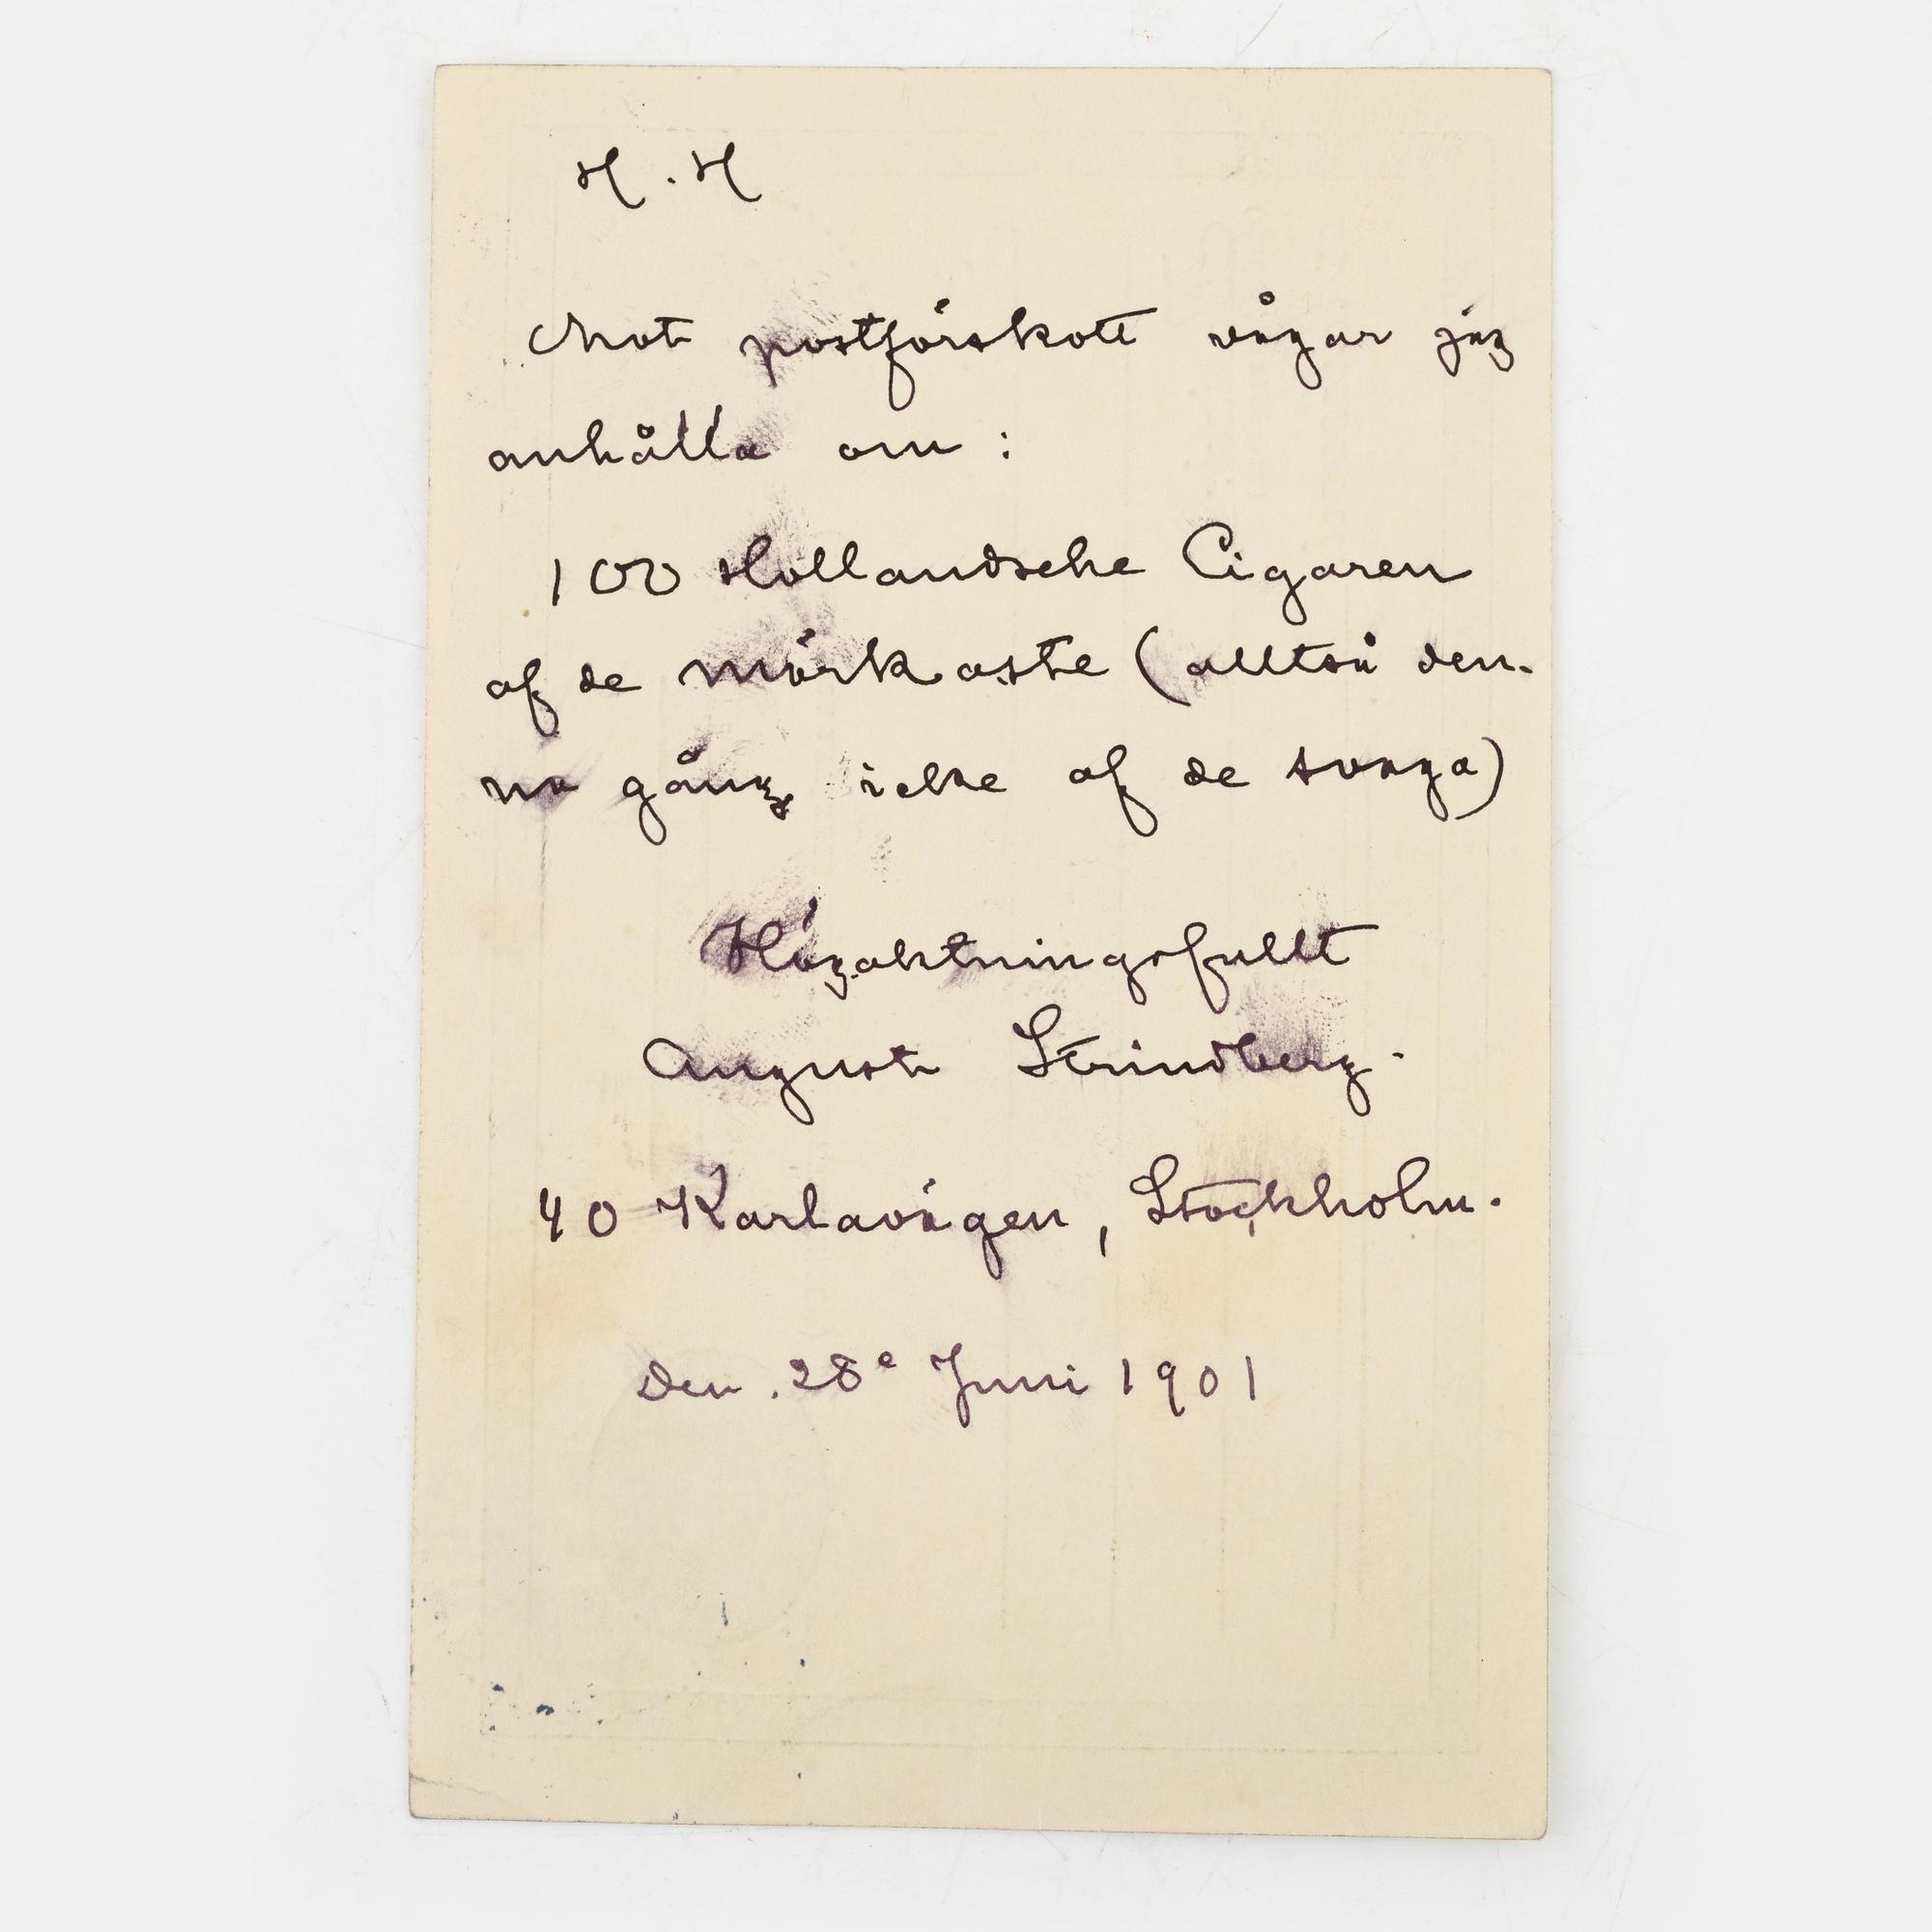 H. H
Mot postförskott vågar jag
anhålla om :
100 Hollandsche Cigaren
af de mörkaste (alltså den-
na gång icke af de svaga)
Högaktningsfullt
August Strindberg.
40 Karlavägen, Stockholm.
Den 28e Juni 1901